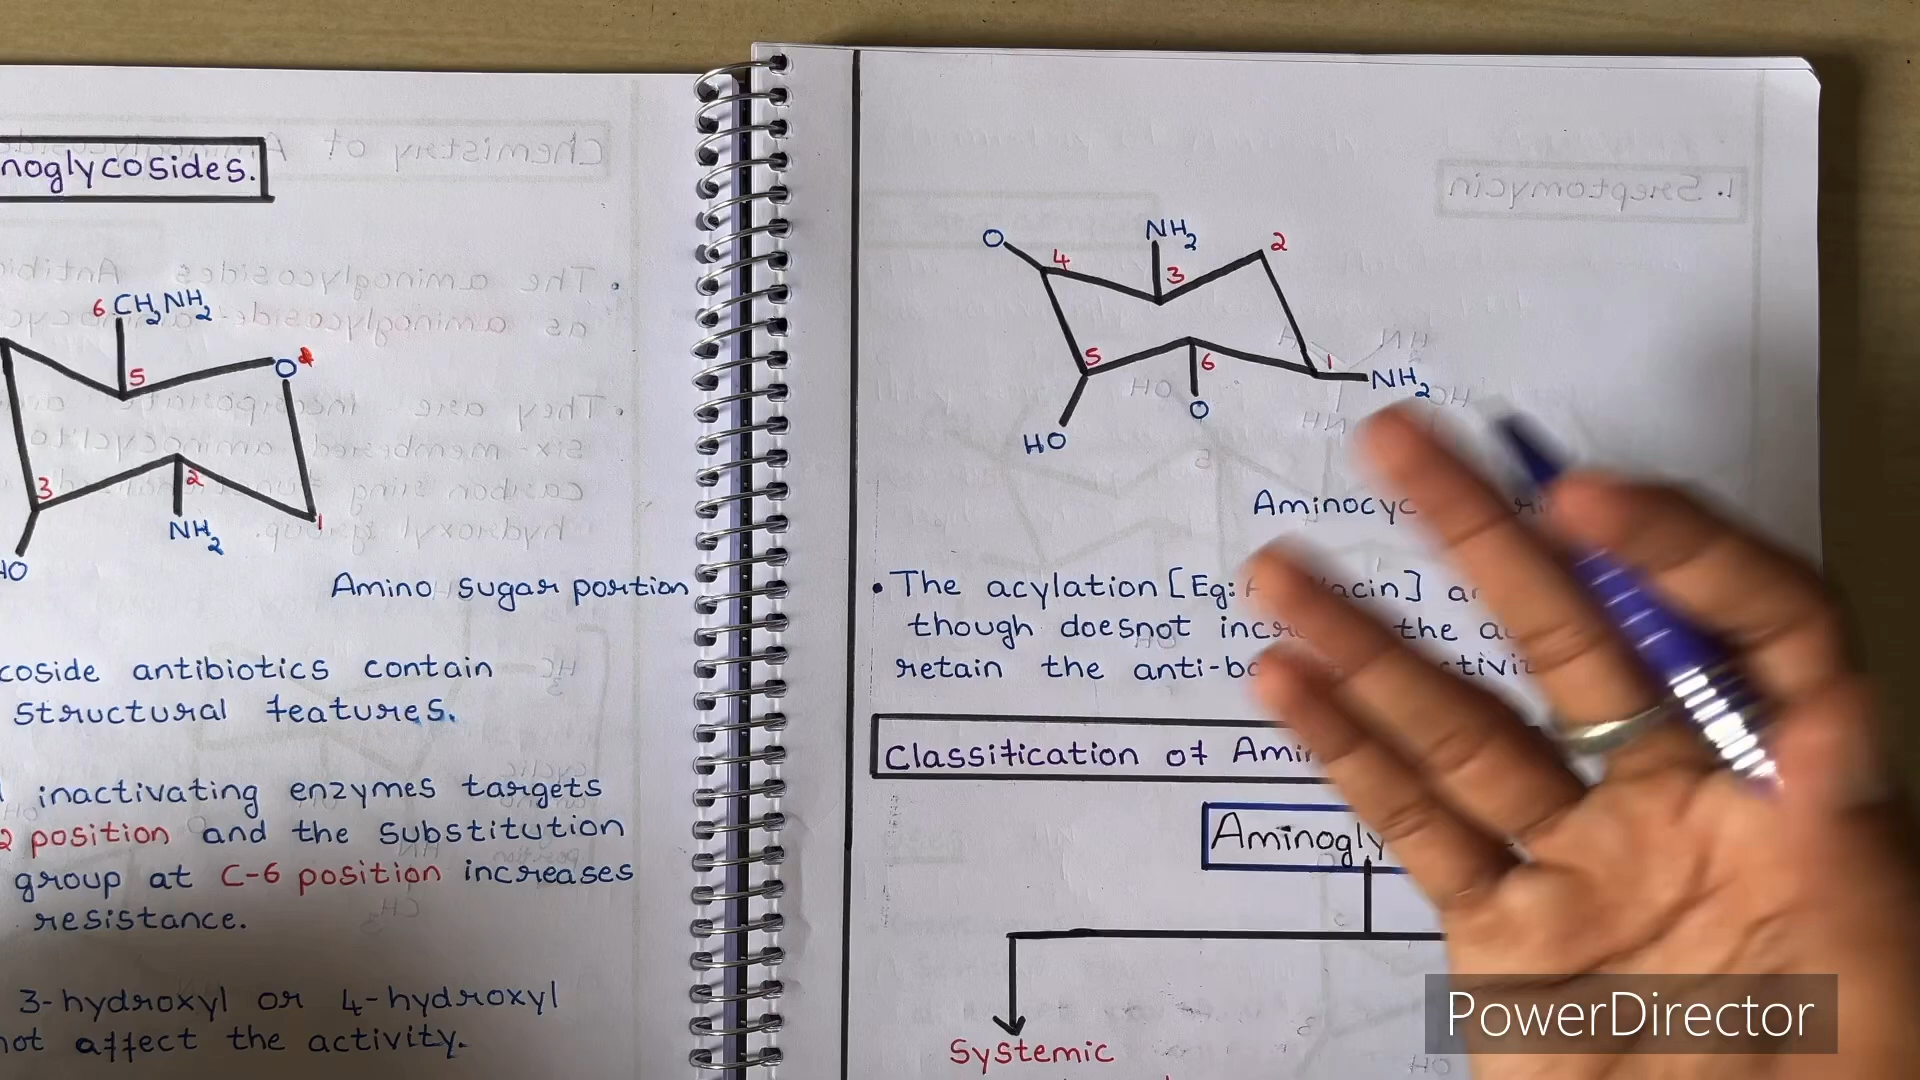 noglycosides.
6 CH2NH2
5
O*
3
2
1
NH2
HO
Amino sugar portion
coside antibiotics contain
structural features.
inactivating enzymes targets
2 position and the substitution
group at C-6 position increases
resistance.
3-hydroxyl or 4-hydroxyl
not affect the activity.
O
4
NH2
3
2
5
6
1
NH2
O
HO
Aminocyc
• The acylation [Eg: acin]
though doesnot the
retain the
Classification of Ami
Aminogly
Systemic
PowerDirector